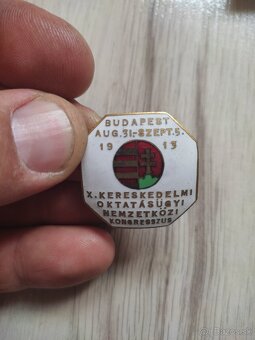 BUDAPEST
AUG.31.-SZEPT.5.
19 13
X. KERESKEDELMI
OKTATÁSÜGYI
NEMZETKÖZI
KONGRESSZUS